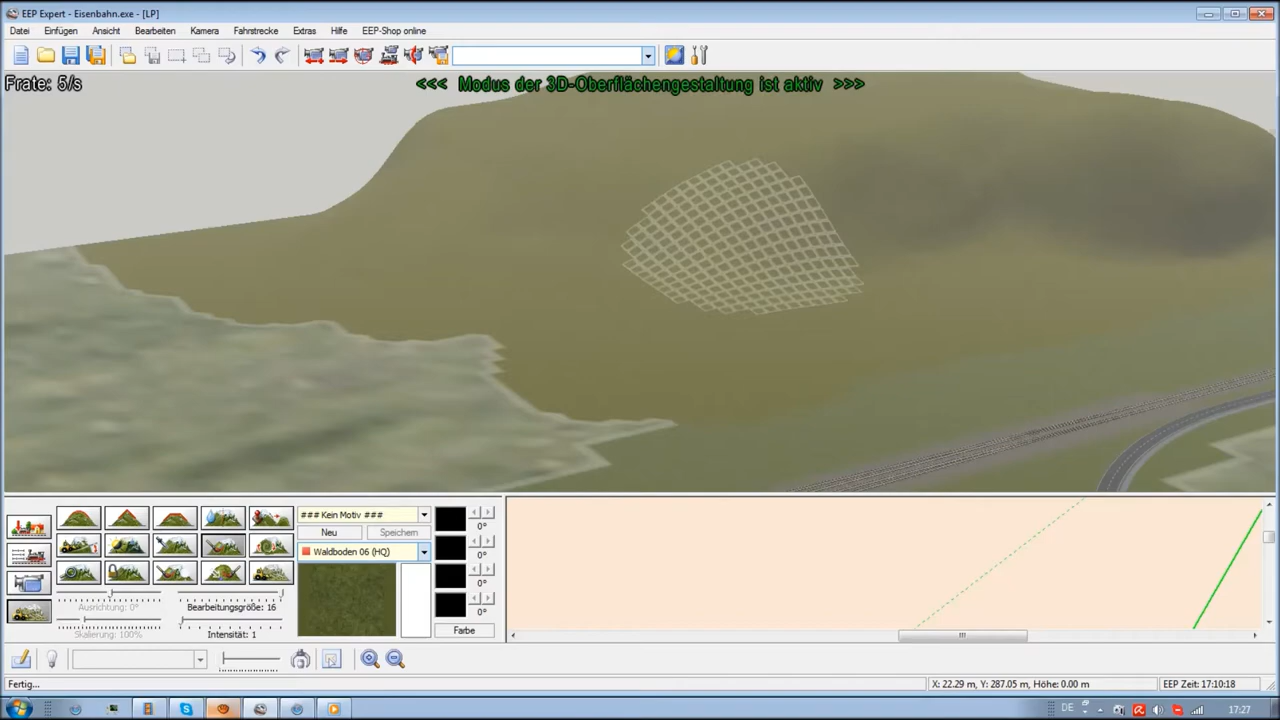 EEP Expert - Eisenbahn.exe - [LP]
Datei Einfügen Ansicht Bearbeiten Kamera Fahrstrecke Extras Hilfe EEP-Shop online
Frate: 5/s
<<< Modus der 3D-Oberflächengestaltung ist aktiv >>>
### Kein Motiv ###
0°
Neu Speichern
Waldboden 06 (HQ)
0°
0°
Ausrichtung: 0° Bearbeitungsgröße: 16
0°
Skalierung: 100% Intensität: 1
Farbe
Fertig...
X: 22.29 m, Y: 287.05 m, Höhe: 0.00 m
EEP Zeit: 17:10:18
DE
17:27